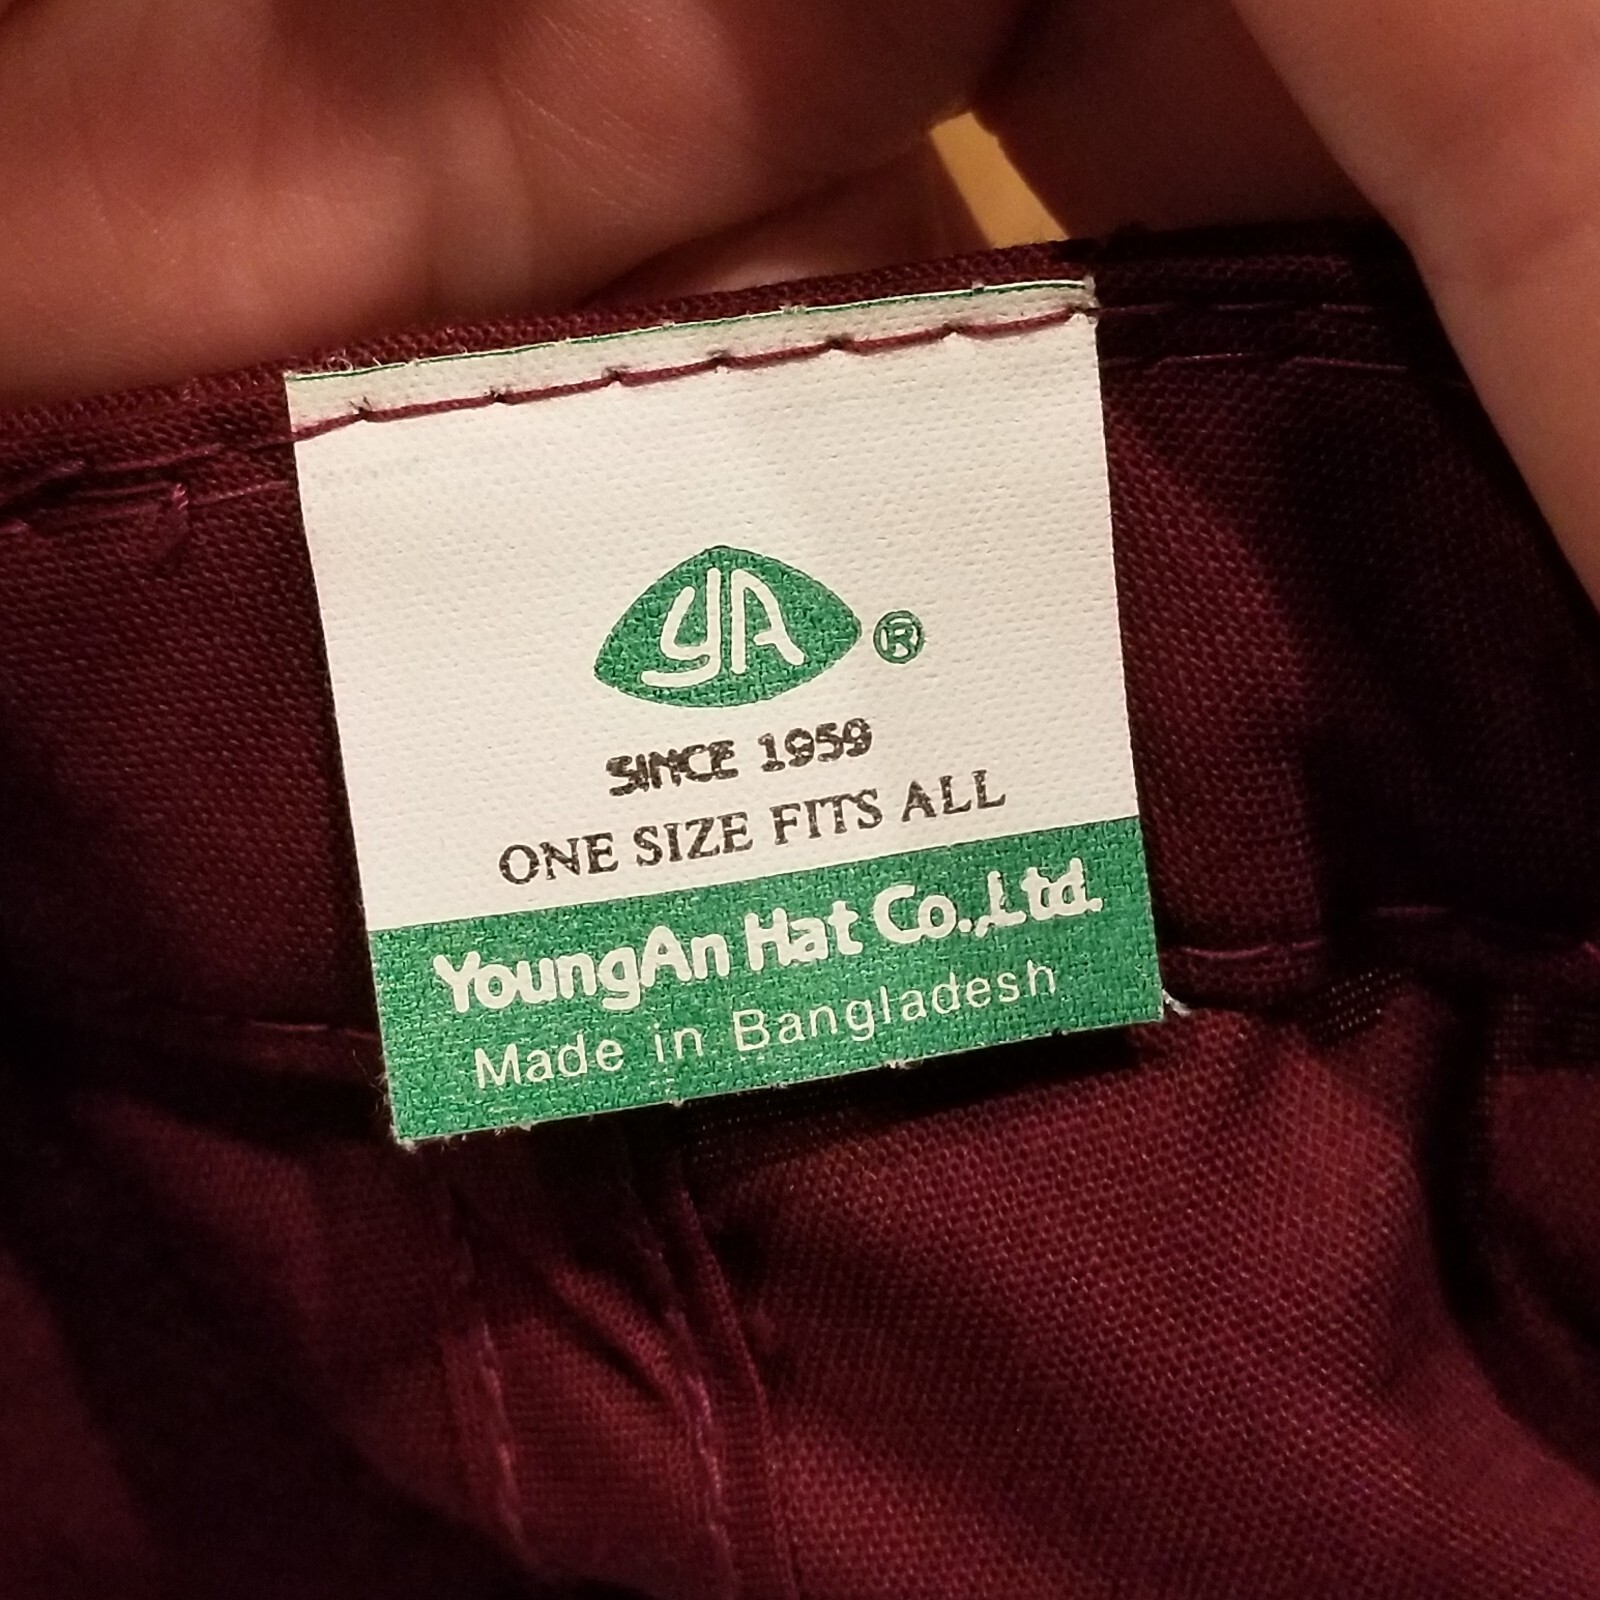 YA ®
SINCE 1959
ONE SIZE FITS ALL
YoungAn Hat Co.,Ltd.
Made in Bangladesh